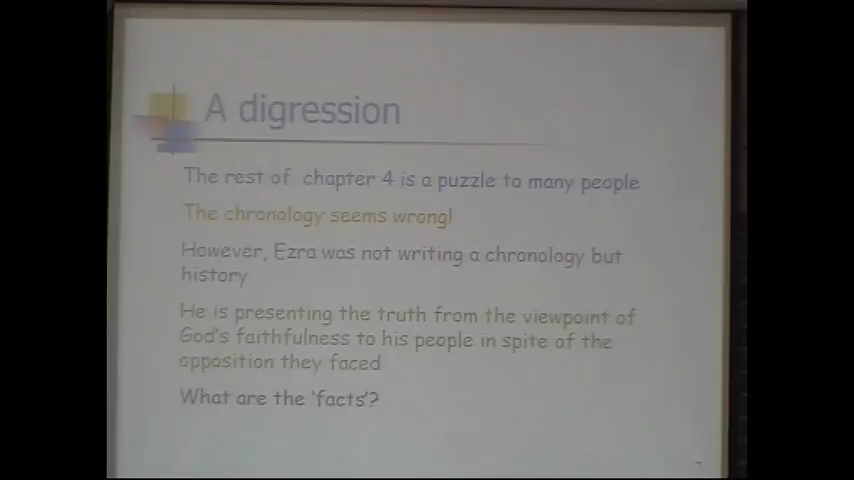 A digression
The rest of chapter 4 is a puzzle to many people
The chronology seems wrong!
However, Ezra was not writing a chronology but
history
He is presenting the truth from the viewpoint of
God's faithfulness to his people in spite of the
opposition they faced
What are the 'facts'?